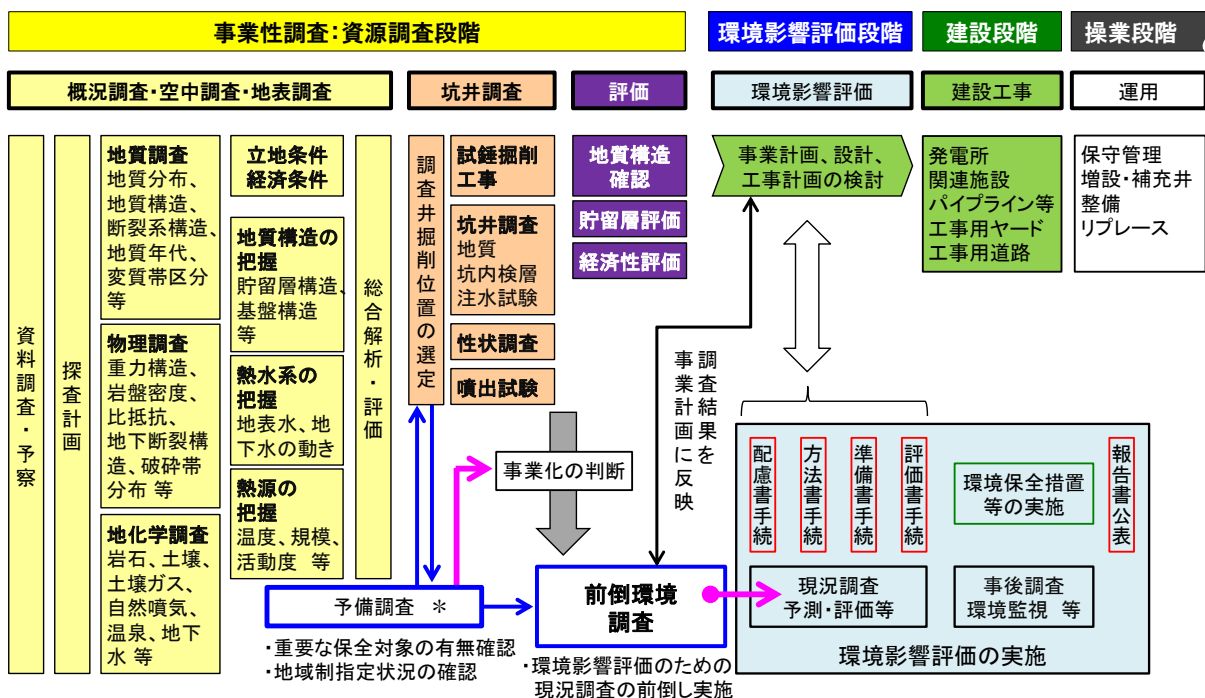 事業性調査:資源調査段階
環境影響評価段階
建設段階
操業段階
概況調査・空中調査・地表調査
坑井調査
評価
環境影響評価
建設工事
運用
資料調査・予察
探査計画
地質調査
地質分布、
地質構造、
断裂系構造、
地質年代、
変質帯区分
等
物理調査
重力構造、
岩盤密度、
比抵抗、
地下断裂構
造、破砕帯
分布 等
地化学調査
岩石、土壌、
土壌ガス、
自然噴気、
温泉、地下
水 等
立地条件
経済条件
地質構造の
把握
貯留層構造、
基盤構造
等
熱水系の
把握
地表水、地
下水の動き
熱源の
把握
温度、規模、
活動度 等
総合解析・評価
調査井掘削位置の選定
試錐掘削
工事
坑井調査
地質
坑内検層
注水試験
性状調査
噴出試験
地質構造
確認
貯留層評価
経済性評価
事業計画、設計、
工事計画の検討
発電所
関連施設
パイプライン等
工事用ヤード
工事用道路
保守管理
増設・補充井
整備
リプレース
事業化の判断
調査結果を
事業計画に反映
予備調査 *
・重要な保全対象の有無確認
・地域制指定状況の確認
前倒環境
調査
・環境影響評価のための
現況調査の前倒し実施
配慮書手続
方法書手続
準備書手続
評価書手続
環境保全措置
等の実施
報告書公表
現況調査
予測・評価等
事後調査
環境監視 等
環境影響評価の実施